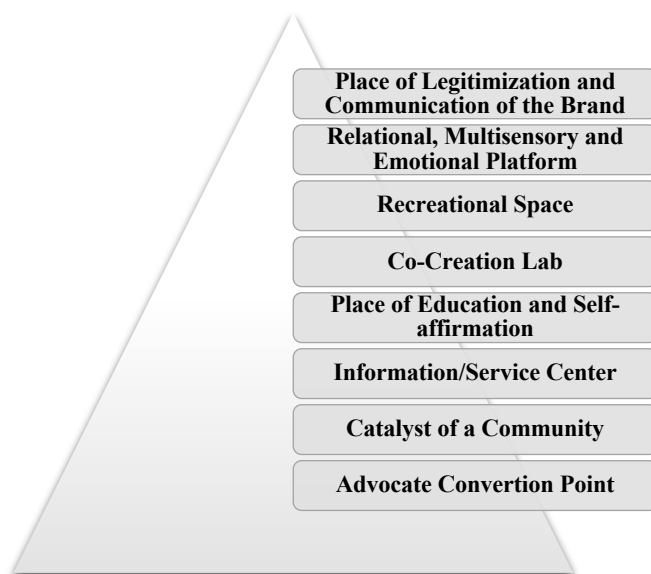 Place of Legitimization and
Communication of the Brand
Relational, Multisensory and
Emotional Platform
Recreational Space
Co-Creation Lab
Place of Education and Self-
affirmation
Information/Service Center
Catalyst of a Community
Advocate Convertion Point